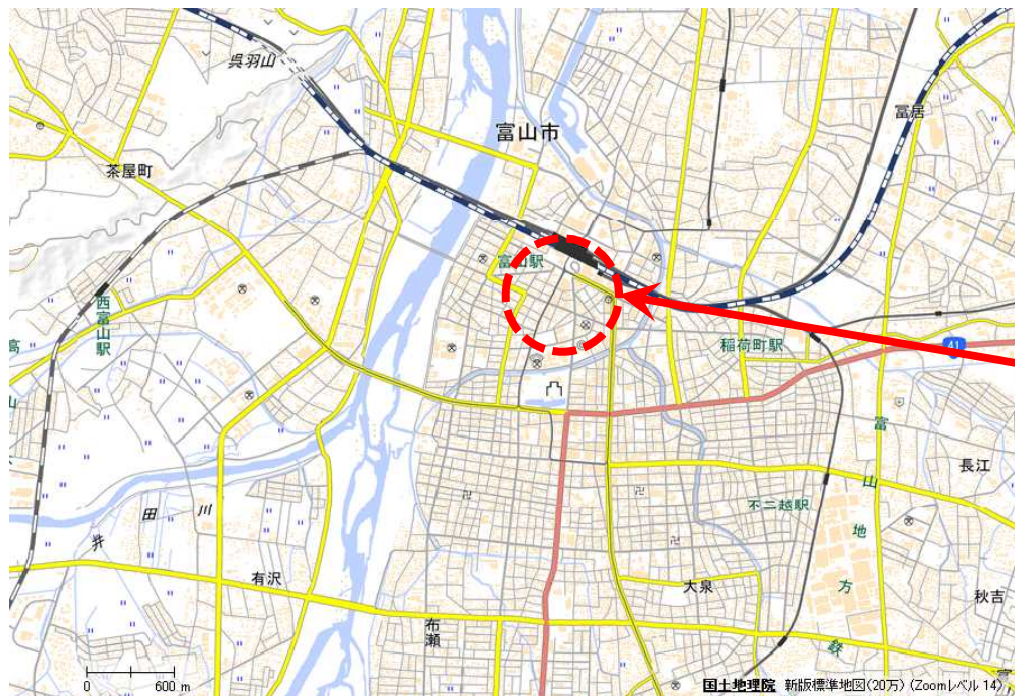 呉羽山
富山市
冨居
茶屋町
富山駅
西富山駅
稲荷町駅
41
高
山
富
山
地
方
鉄
長江
不二越駅
井
田
川
有沢
大泉
秋吉
布瀬
0 600 m
国土地理院 新版標準地図(20万) (Zoomレベル 14)